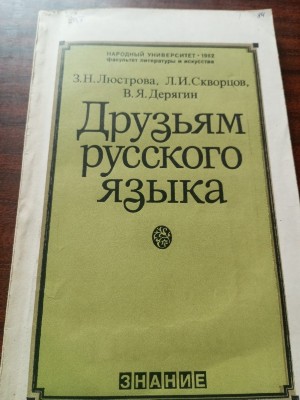 НАРОДНЫЙ УНИВЕРСИТЕТ·1982
Факультет литературы и искусства
З.Н.Люстрова, Л.И.Скворцов,
В.Я.Дерягин
Друзьям
русского
языка
ЗНАНИЕ